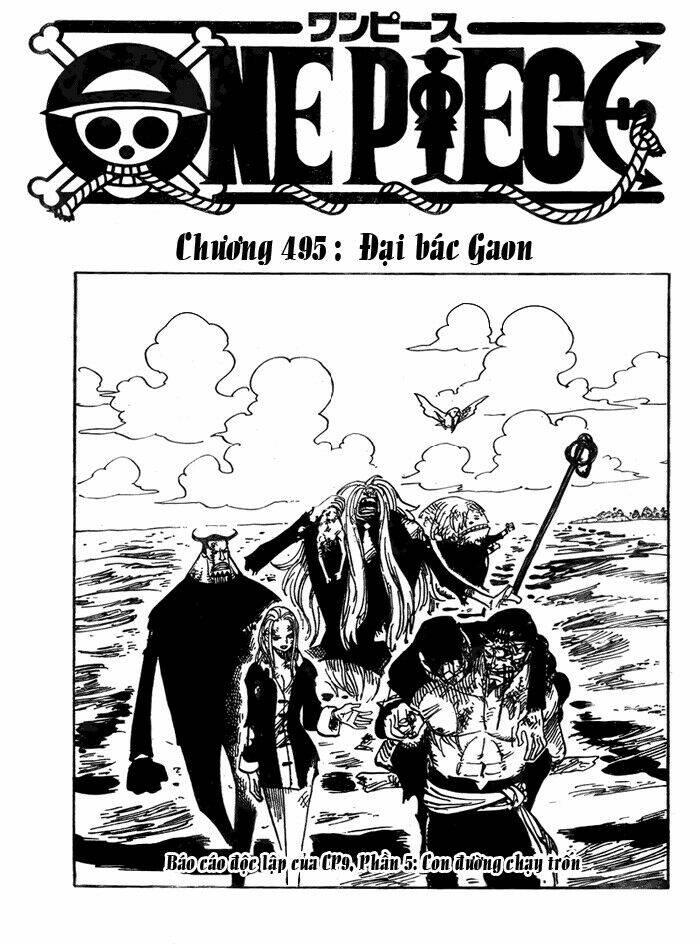 ワンピース
ONE PIECE
Chương 495 : Đại bác Gaon
Báo cáo độc lập của CP9, Phần 5: Con đường chạy trốn